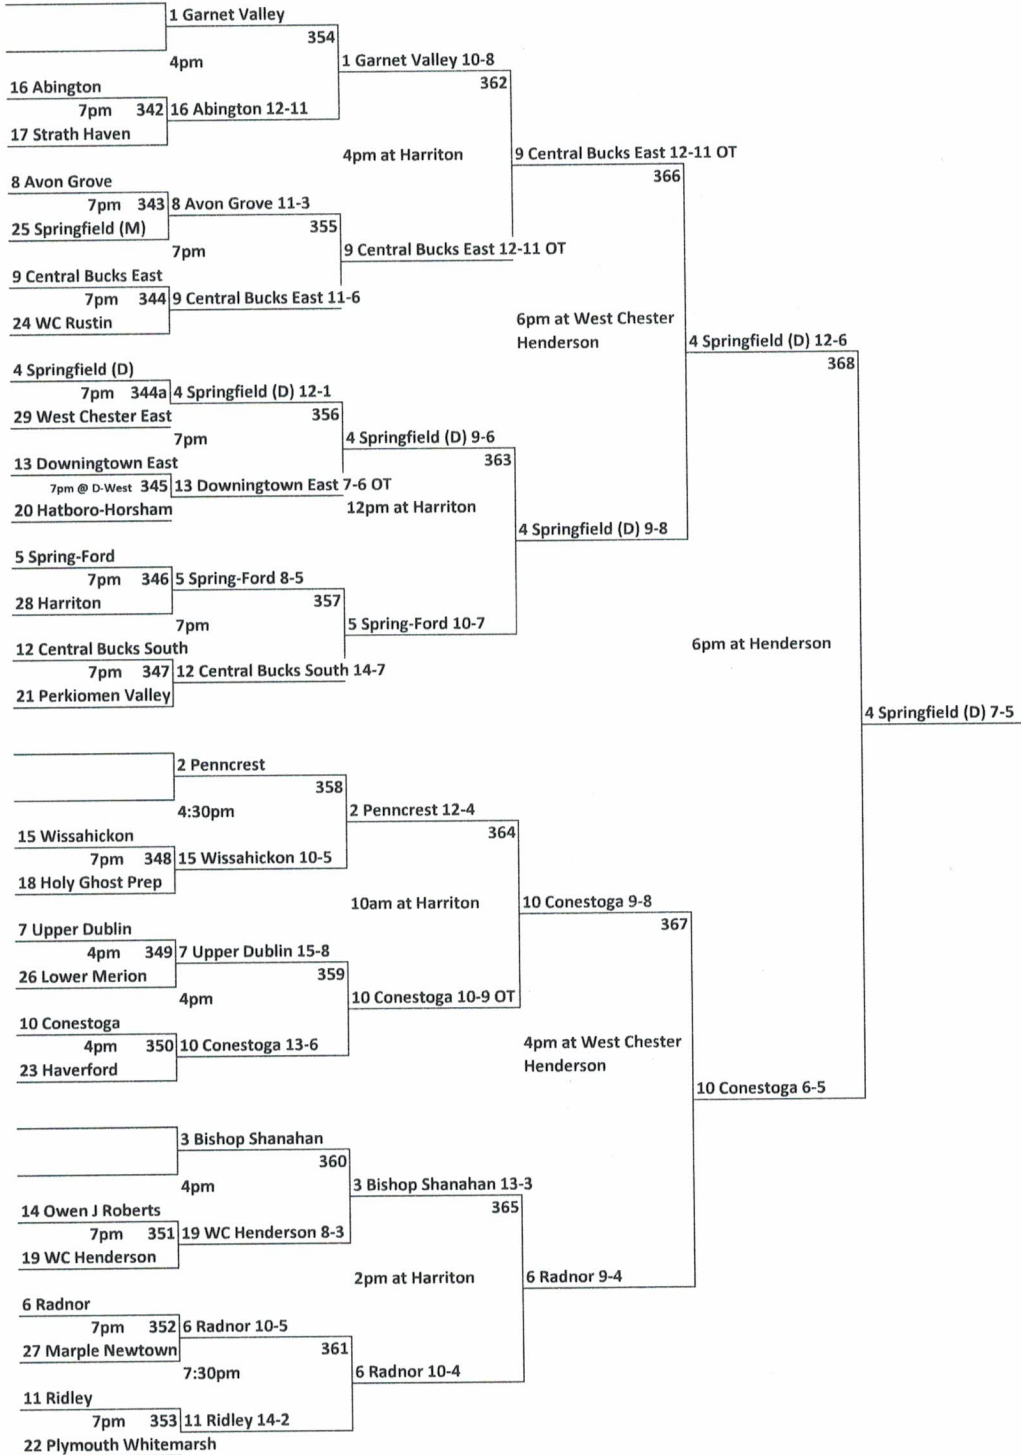 1 Garnet Valley
354
4pm
1 Garnet Valley 10-8
362
16 Abington
7pm 342
16 Abington 12-11
17 Strath Haven
4pm at Harriton
9 Central Bucks East 12-11 OT
366
8 Avon Grove
7pm 343
8 Avon Grove 11-3
25 Springfield (M)
355
7pm
9 Central Bucks East 12-11 OT
9 Central Bucks East
7pm 344
9 Central Bucks East 11-6
24 WC Rustin
6pm at West Chester
Henderson
4 Springfield (D) 12-6
368
4 Springfield (D)
7pm 344a
4 Springfield (D) 12-1
29 West Chester East
356
7pm
4 Springfield (D) 9-6
363
13 Downingtown East
7pm @ D-West 345
13 Downingtown East 7-6 OT
20 Hatboro-Horsham
12pm at Harriton
4 Springfield (D) 9-8
5 Spring-Ford
7pm 346
5 Spring-Ford 8-5
28 Harriton
357
7pm
5 Spring-Ford 10-7
12 Central Bucks South
7pm 347
12 Central Bucks South 14-7
21 Perkiomen Valley
6pm at Henderson
4 Springfield (D) 7-5
2 Penncrest
358
4:30pm
2 Penncrest 12-4
364
15 Wissahickon
7pm 348
15 Wissahickon 10-5
18 Holy Ghost Prep
10am at Harriton
10 Conestoga 9-8
367
7 Upper Dublin
4pm 349
7 Upper Dublin 15-8
26 Lower Merion
359
4pm
10 Conestoga 10-9 OT
10 Conestoga
4pm 350
10 Conestoga 13-6
23 Haverford
4pm at West Chester
Henderson
10 Conestoga 6-5
3 Bishop Shanahan
360
4pm
3 Bishop Shanahan 13-3
365
14 Owen J Roberts
7pm 351
19 WC Henderson 8-3
19 WC Henderson
2pm at Harriton
6 Radnor 9-4
6 Radnor
7pm 352
6 Radnor 10-5
27 Marple Newtown
361
7:30pm
6 Radnor 10-4
11 Ridley
7pm 353
11 Ridley 14-2
22 Plymouth Whitemarsh